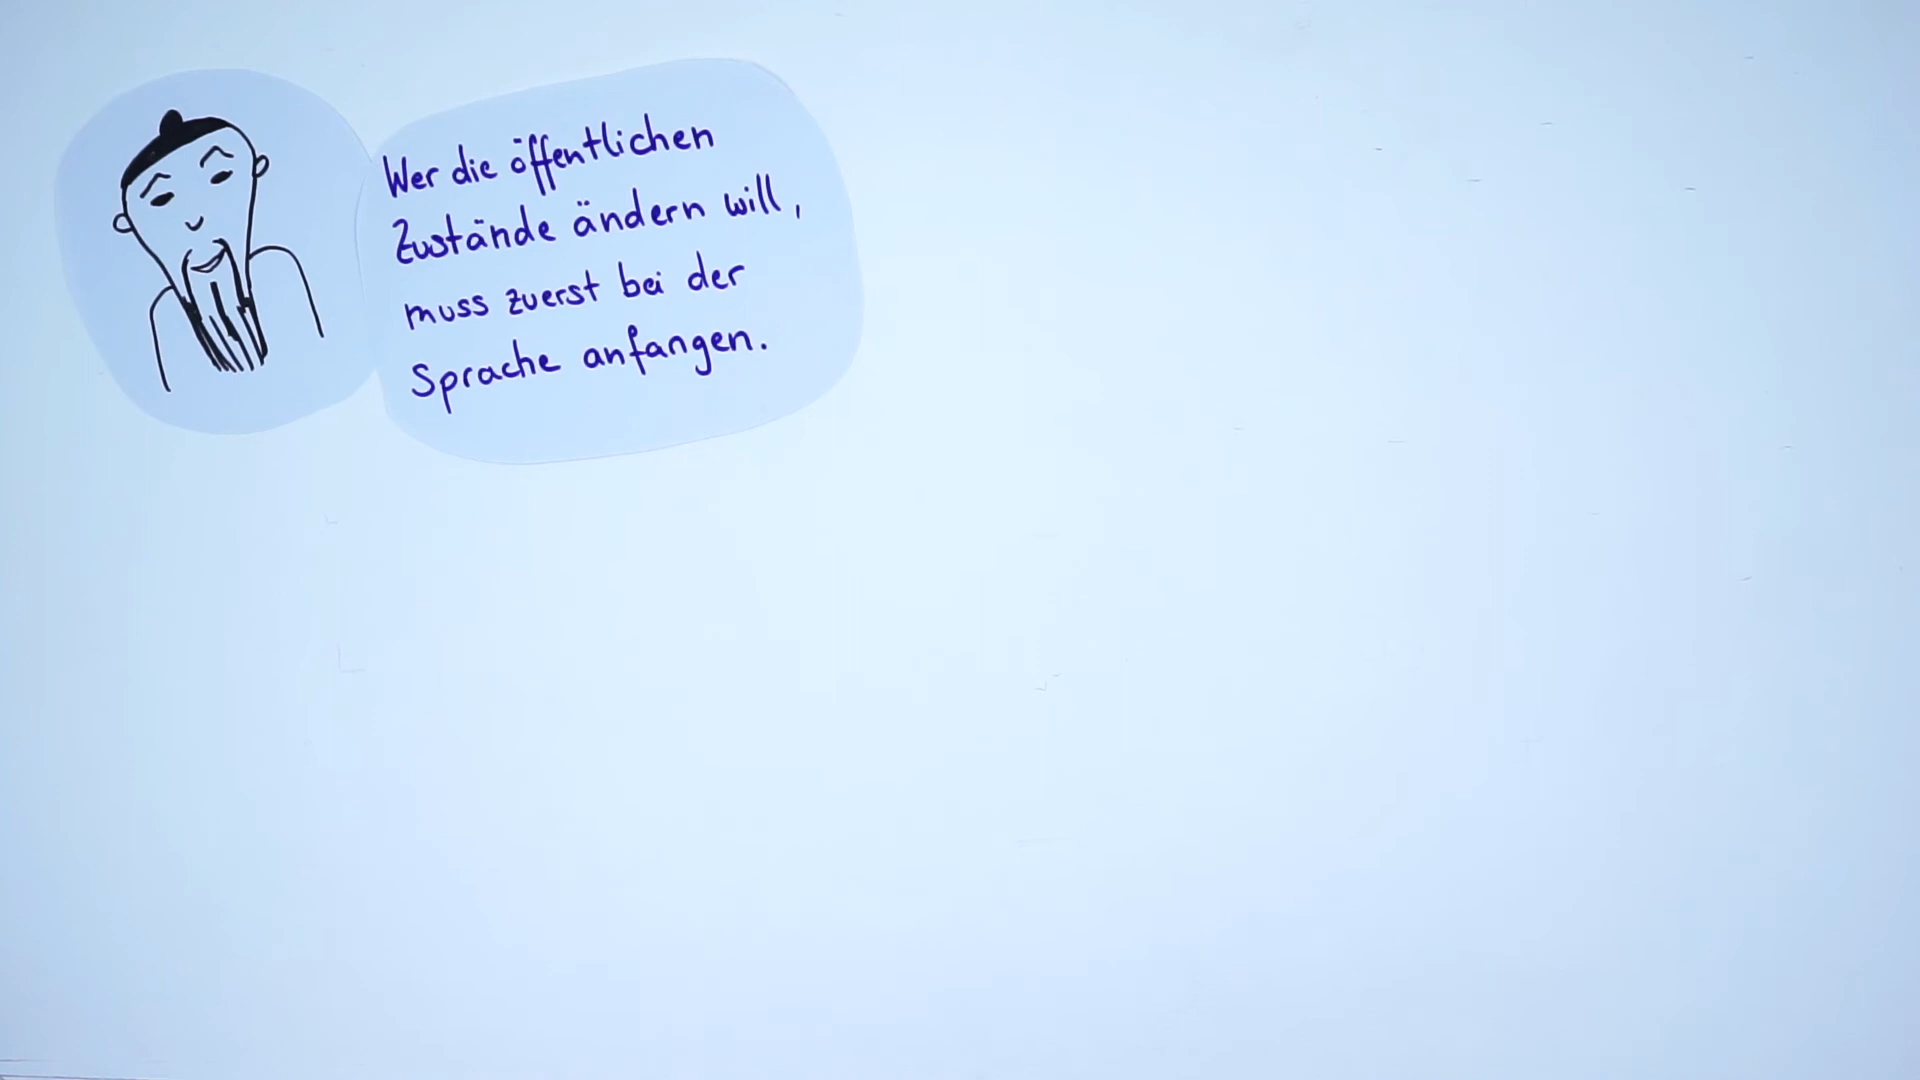 Wer die öffentlichen
Zustände ändern will,
muss zuerst bei der
Sprache anfangen.